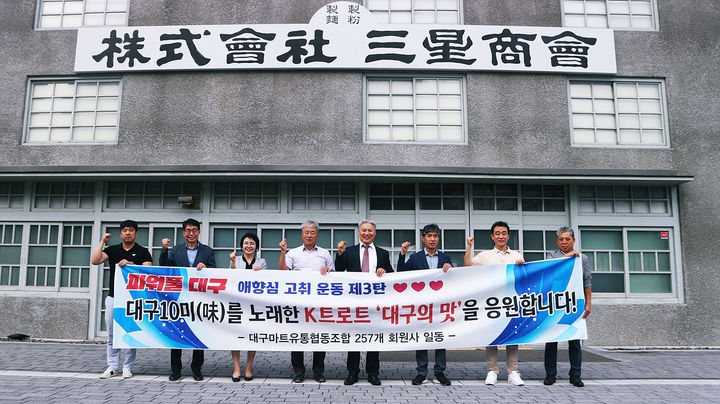 製製
麵粉
株式會社 三星商會
파워풀 대구 애향심 고취 운동 제3탄
대구10미(味)를 노래한 K트로트 '대구의 맛'을 응원합니다!
- 대구마트유통협동조합 257개 회원사 일동 -